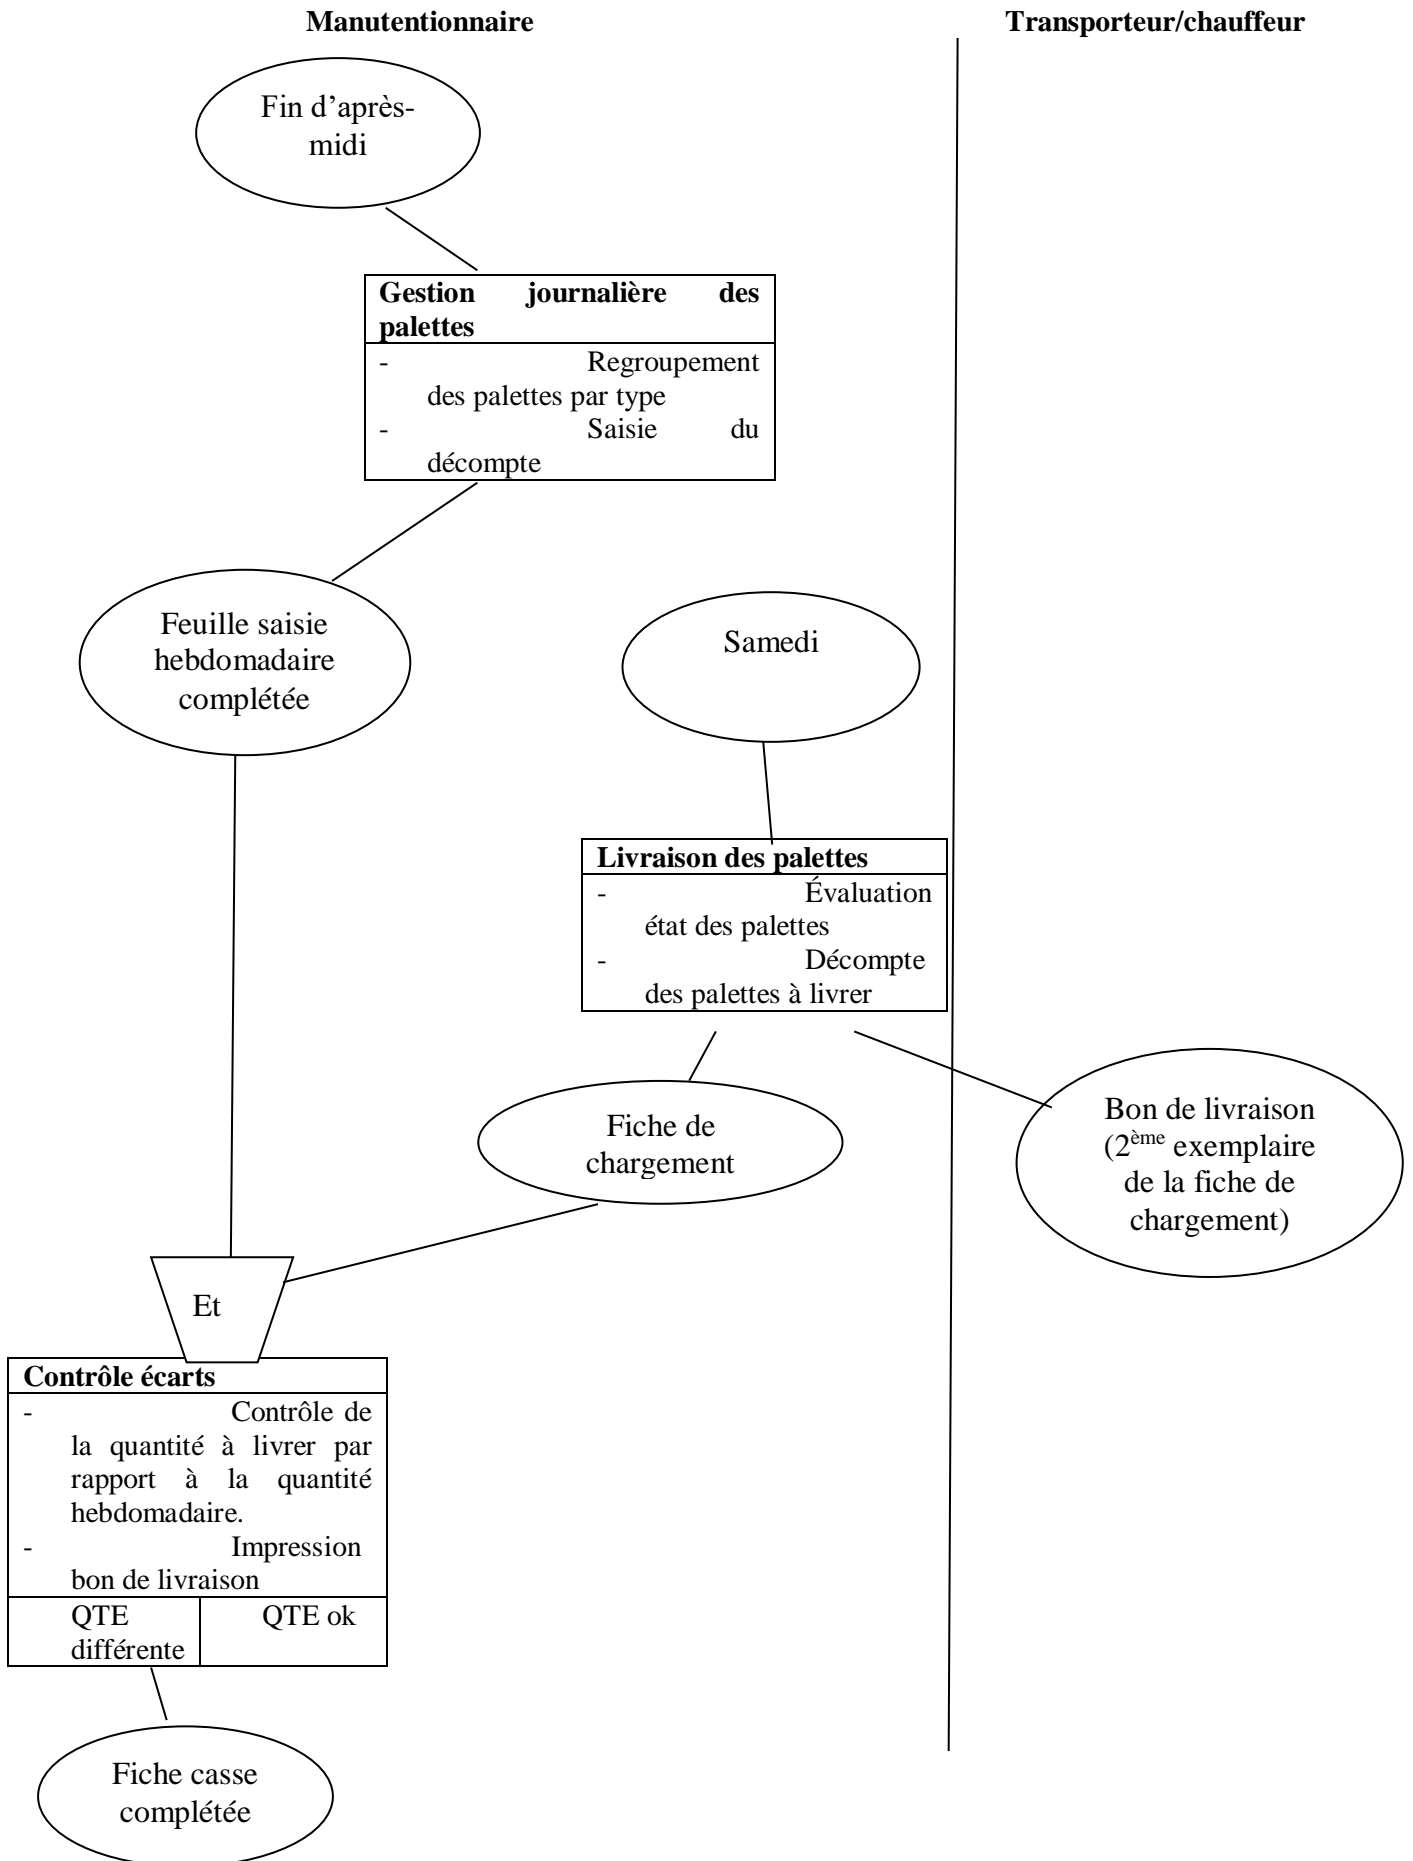 Manutentionnaire
Transporteur/chauffeur
Fin d’après-
midi
Gestion journalière des
palettes
- Regroupement
des palettes par type
- Saisie du
décompte
Feuille saisie
hebdomadaire
complétée
Samedi
Livraison des palettes
- Évaluation
état des palettes
- Décompte
des palettes à livrer
Fiche de
chargement
Bon de livraison
(2ème exemplaire
de la fiche de
chargement)
Et
Contrôle écarts
- Contrôle de
la quantité à livrer par
rapport à la quantité
hebdomadaire.
- Impression
bon de livraison
QTE
différente
QTE ok
Fiche casse
complétée